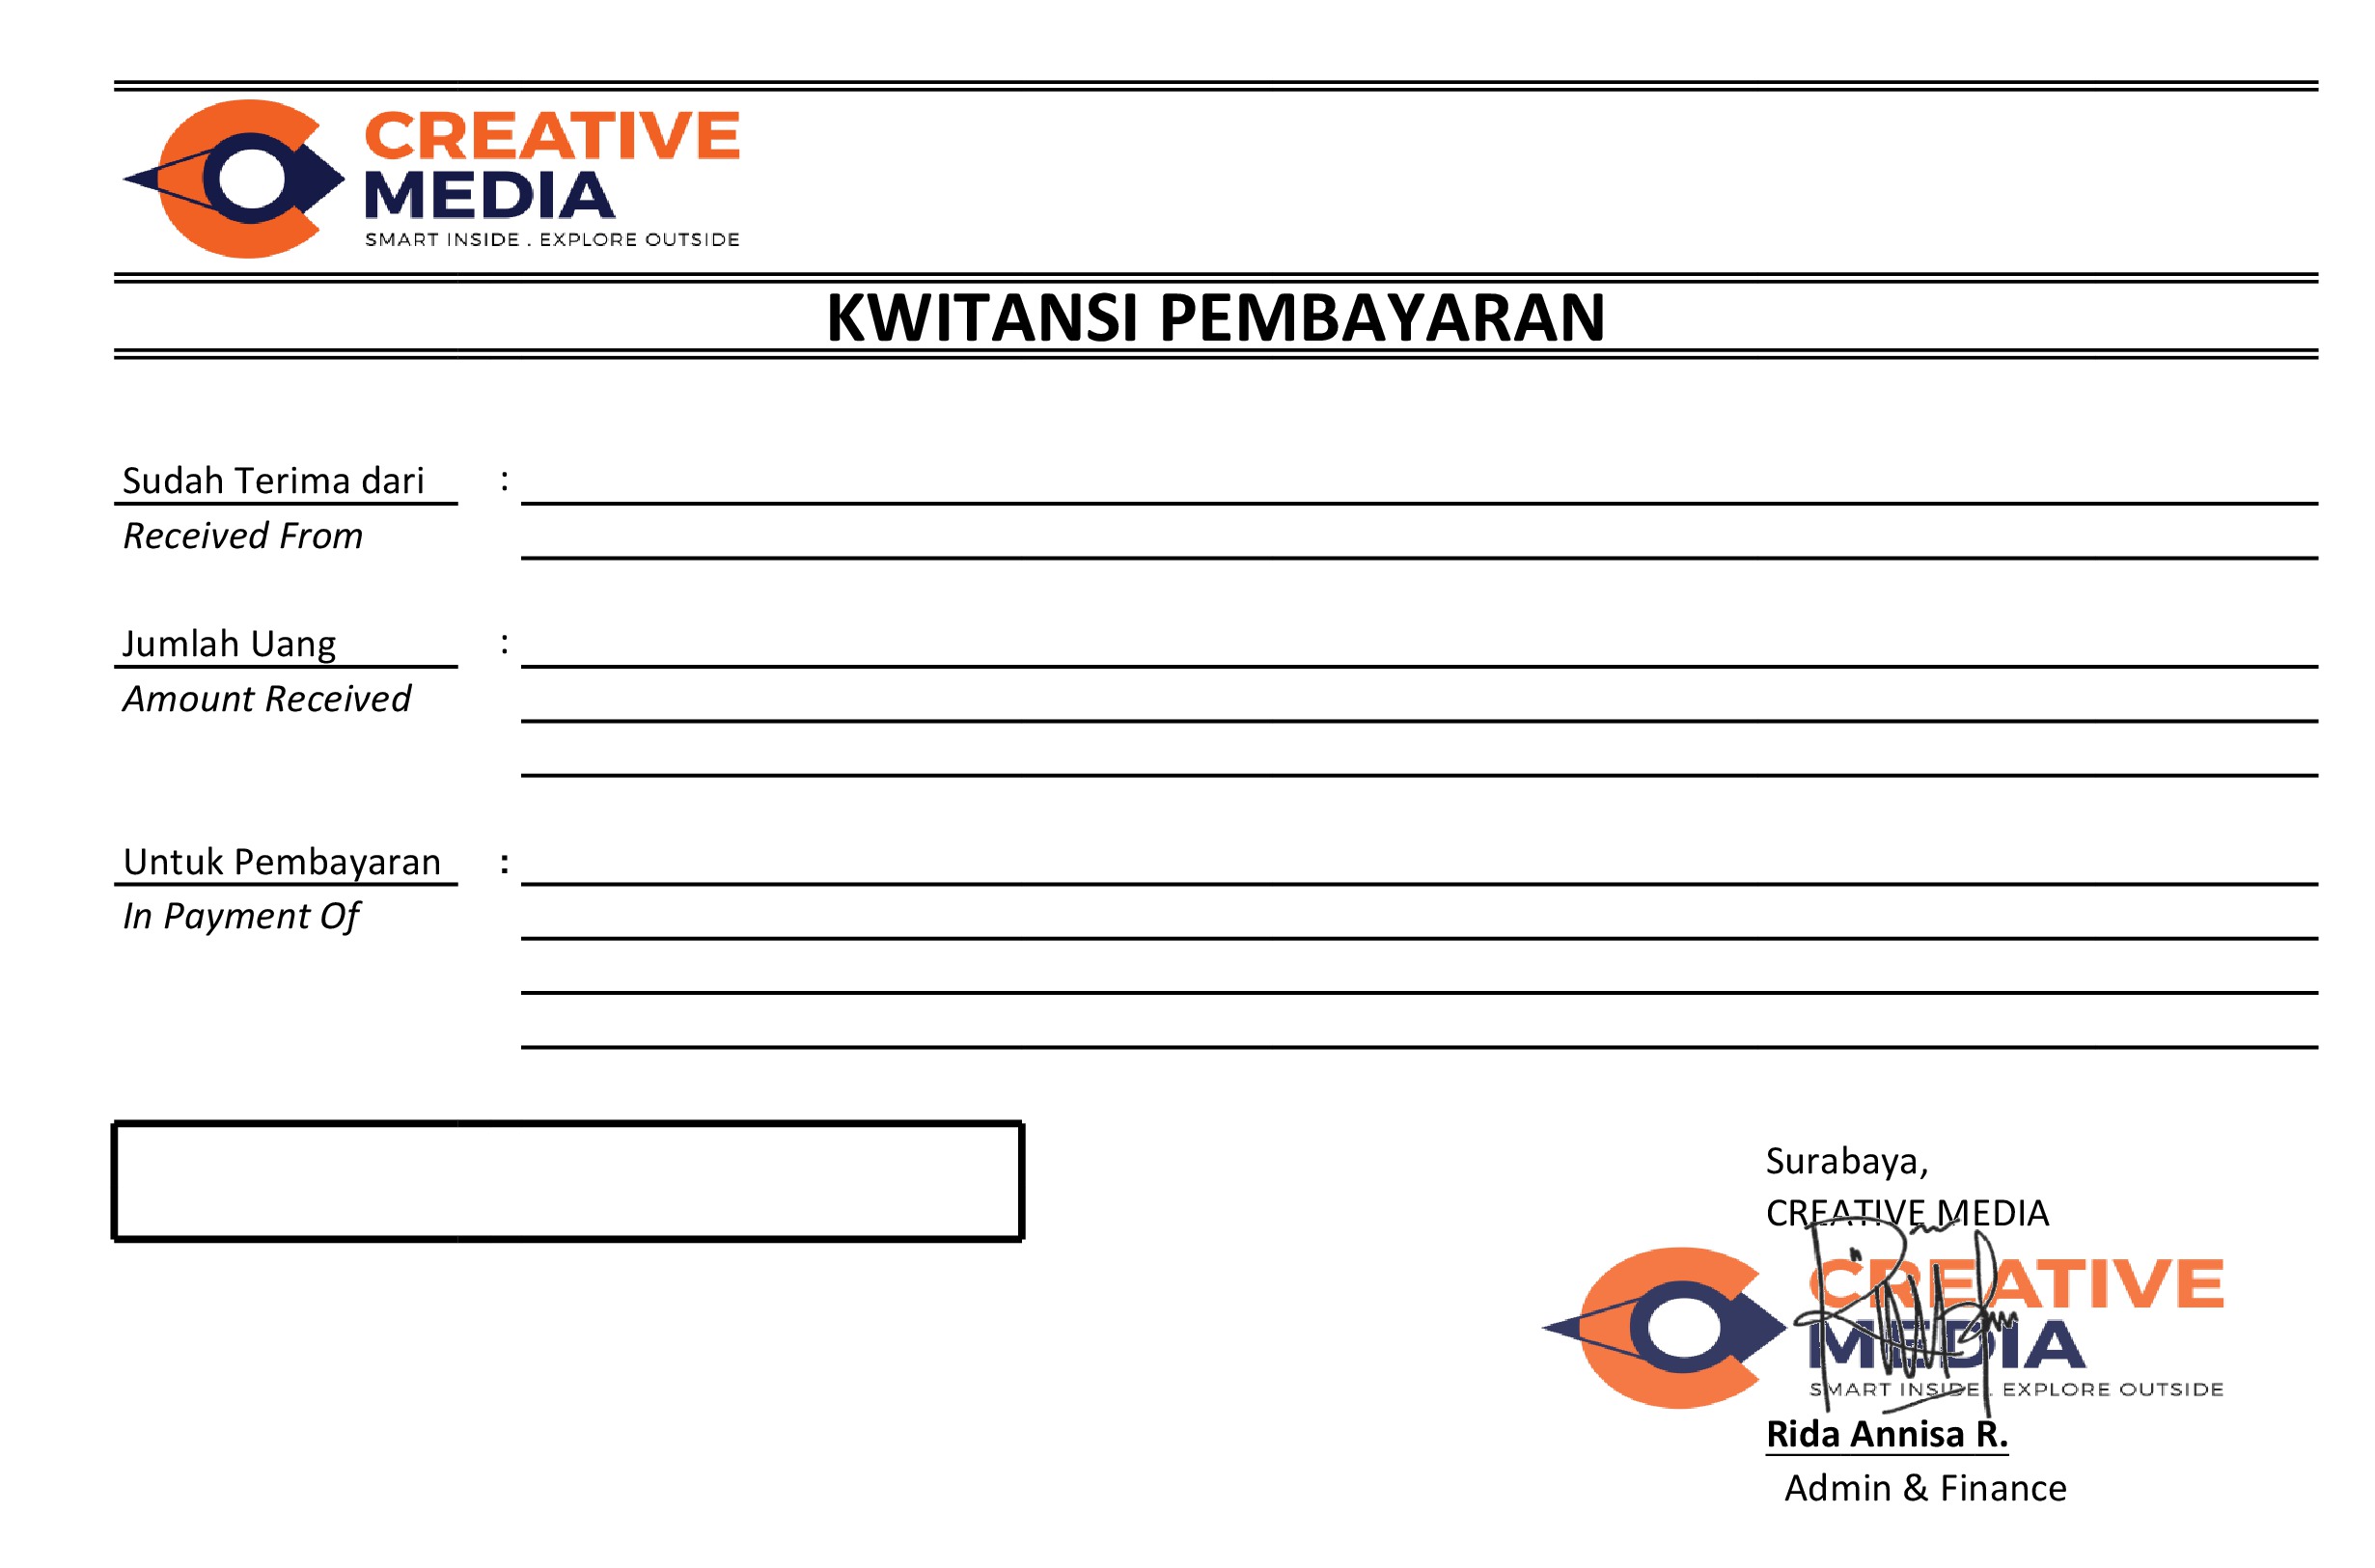 CREATIVE
MEDIA
SMART INSIDE . EXPLORE OUTSIDE
KWITANSI PEMBAYARAN
Sudah Terima dari :
Received From
Jumlah Uang :
Amount Received
Untuk Pembayaran :
In Payment Of
Surabaya,
CREATIVE MEDIA
CREATIVE
MEDIA
SMART INSIDE . EXPLORE OUTSIDE
Rida Annisa R.
Admin & Finance